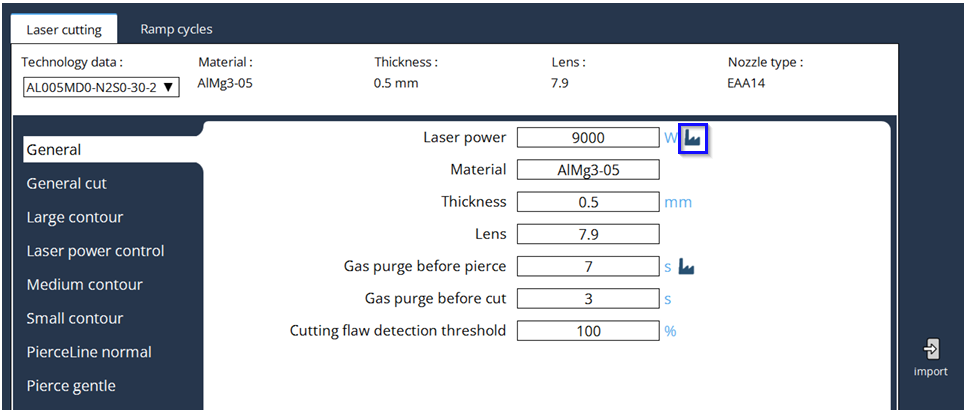 Laser cutting Ramp cycles
Technology data : Material : Thickness : Lens : Nozzle type :
AL005MD0-N2S0-30-2 ▼ AlMg3-05 0.5 mm 7.9 EAA14
General
General cut
Large contour
Laser power control
Medium contour
Small contour
PierceLine normal
Pierce gentle
Laser power 9000 W
Material AlMg3-05
Thickness 0.5 mm
Lens 7.9
Gas purge before pierce 7 s
Gas purge before cut 3 s
Cutting flaw detection threshold 100 %
import